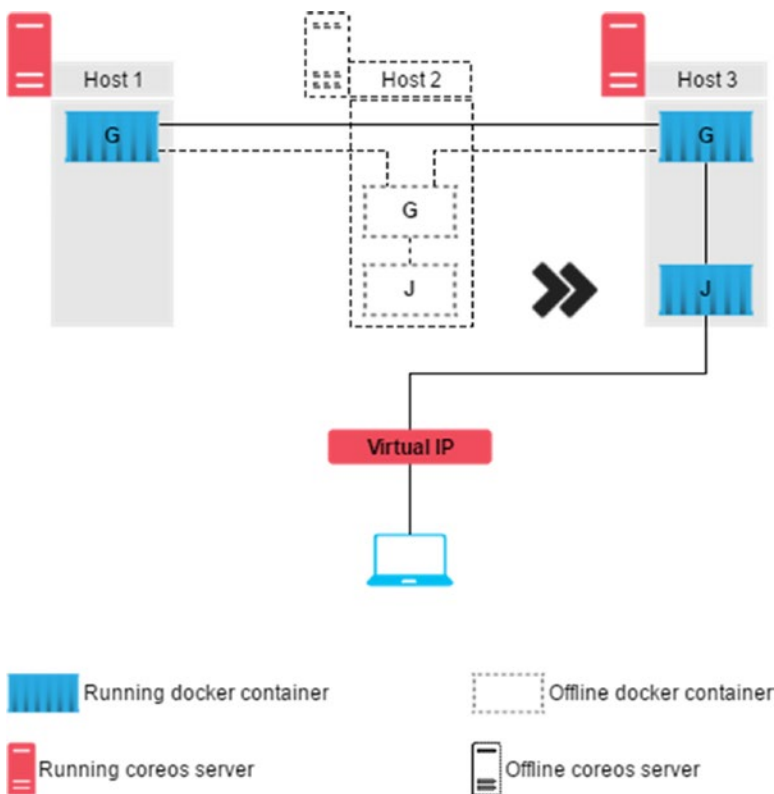 Host 1
Host 2
Host 3
G
G
G
J
J
Virtual IP
Running docker container
Offline docker container
Running coreos server
Offline coreos server